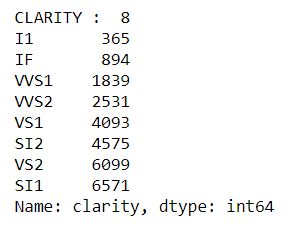 CLARITY :  8
I1       365
IF       894
VVS1    1839
VVS2    2531
VS1     4093
SI2     4575
VS2     6099
SI1     6571
Name: clarity, dtype: int64